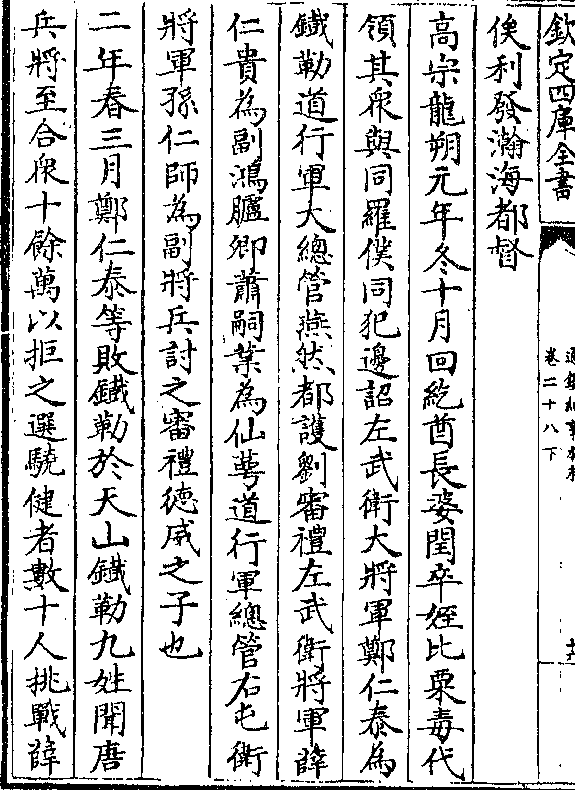 欽定四庫全書
卷二十八下
俟利發瀚海都督
高宗龍朔元年冬十月回紇酋長婆閏卒姪比粟毒代
領其衆與同羅僕同犯邊詔左武衛大將軍鄭仁泰為
鐵勒道行軍大總管燕然都護劉審禮左武衛將軍薛
仁貴為副鴻臚卿蕭嗣業為仙萼道行軍總管右屯衛
將軍孫仁師為副將兵討之審禮德威之子也
二年春三月鄭仁泰等敗鐵勒於天山鐵勒九姓聞唐
兵將至合衆十餘萬以拒之選驍健者數十人挑戰薛